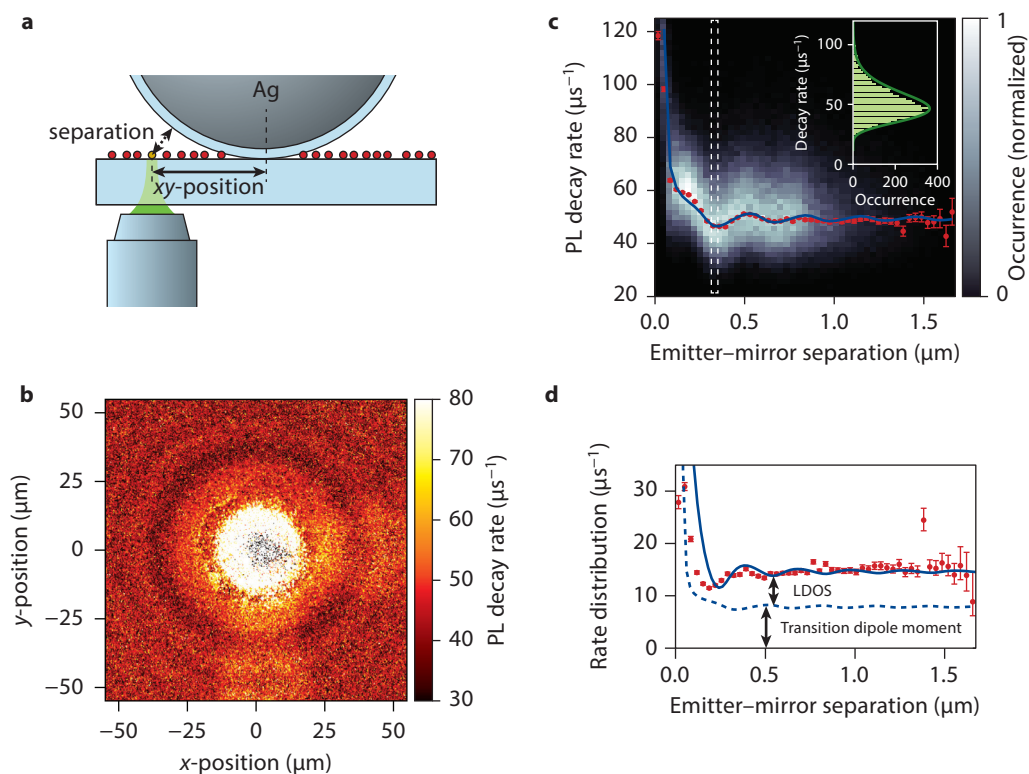 a
Ag
separation
xy-position
b
50
25
0
−25
−50
y-position (µm)
−50
−25
0
25
50
x-position (µm)
80
70
60
50
40
30
PL decay rate (µs⁻¹)
c
120
100
80
60
40
20
PL decay rate (µs⁻¹)
0.0
0.5
1.0
1.5
Emitter–mirror separation (µm)
100
50
0
Decay rate (µs⁻¹)
0
200
400
Occurrence
1
0
Occurrence (normalized)
d
30
20
10
0
Rate distribution (µs⁻¹)
LDOS
Transition dipole moment
0.0
0.5
1.0
1.5
Emitter–mirror separation (µm)